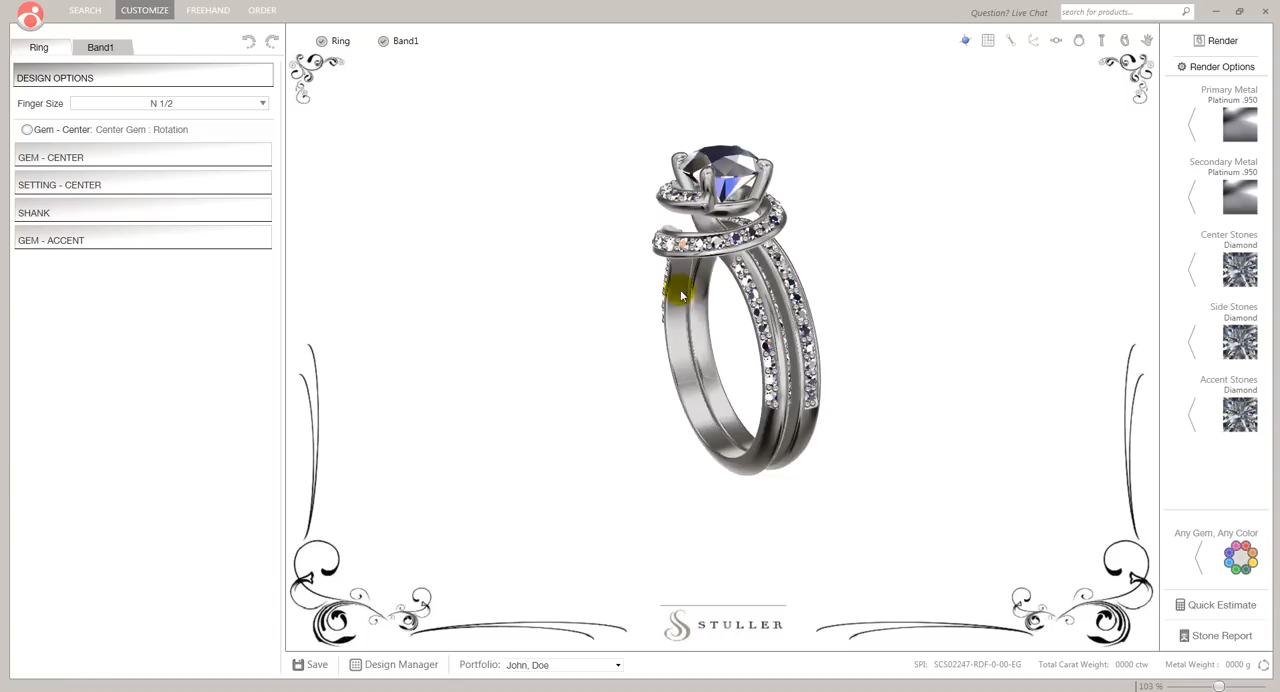 SEARCH CUSTOMIZE FREEHAND ORDER
Question? Live Chat search for products...
Ring Band1
DESIGN OPTIONS
Finger Size N 1/2
Gem - Center: Center Gem : Rotation
GEM - CENTER
SETTING - CENTER
SHANK
GEM - ACCENT
Ring Band1
Render
Render Options
Primary Metal
Platinum .950
Secondary Metal
Platinum .950
Center Stones
Diamond
Side Stones
Diamond
Accent Stones
Diamond
Any Gem, Any Color
Quick Estimate
Stone Report
STULLER
Save Design Manager Portfolio: John, Doe
SPI: SCS02247-RDF-0-00-EG Total Carat Weight: 0000 ctw Metal Weight : 0000 g
103 %